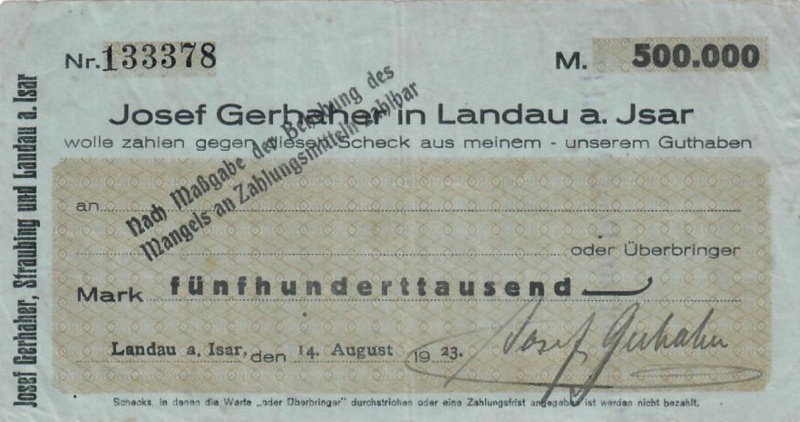 Nr. 133378
M. 500.000
Josef Gerhaher in Landau a. Jsar
wolle zahlen gegen diesen Scheck aus meinem - unserem Guthaben
Nach Maßgabe der Behebung des
Mangels an Zahlungsmitteln zahlbar
an
oder Überbringer
Mark fünfhunderttausend
Landau a. Isar, den 14. August 1923.
Josef Gerhaher
Schecks, in denen die Worte „oder Überbringer" durchstrichen oder eine Zahlungsfrist angegeben ist werden nicht bezahlt.
Josef Gerhaher, Straubing und Landau a. Isar